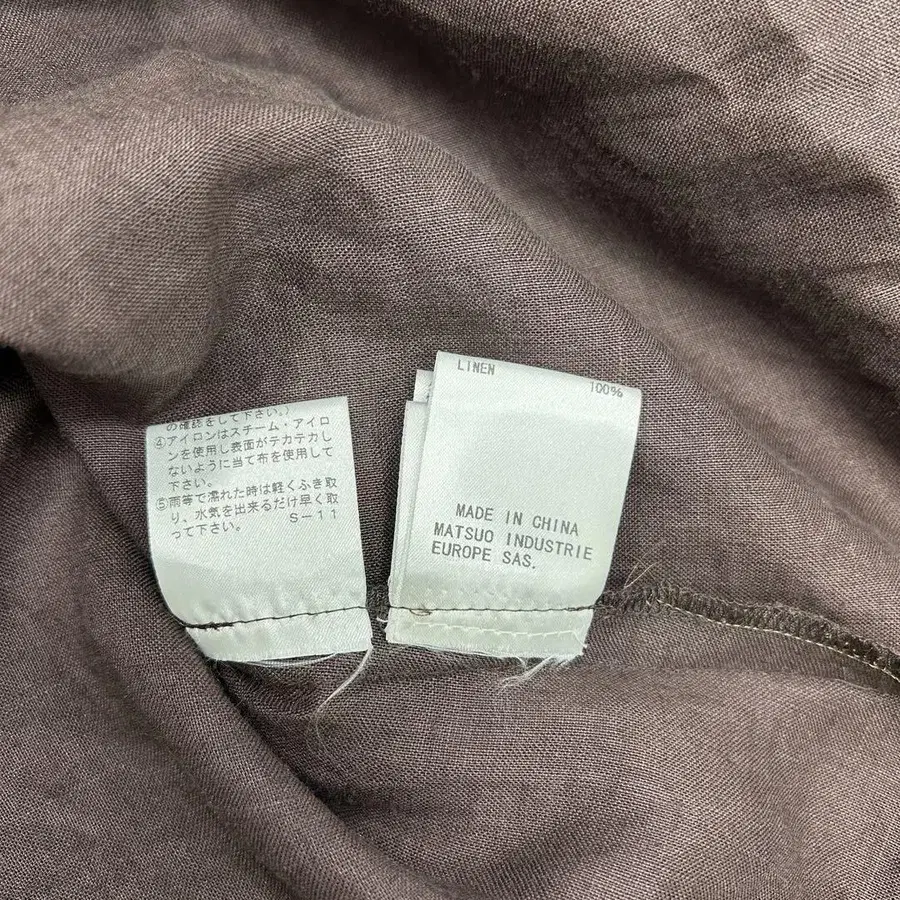 の確認をして下さい。)
④アイロンはスチーム・アイロ
ンを使用し表面がテカテカし
ないように当て布を使用して
下さい。
⑤雨等で濡れた時は軽くふき取
り、水気を出来るだけ早く取
って下さい。 S-11
LINEN 100%
MADE IN CHINA
MATSUO INDUSTRIE
EUROPE SAS.